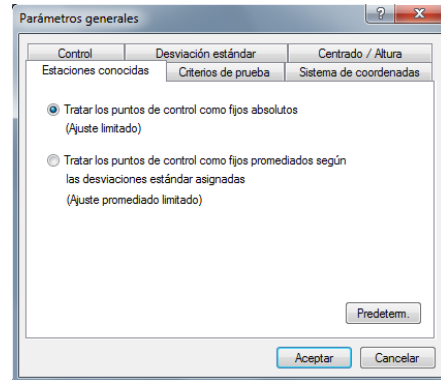 Parámetros generales
Control
Desviación estándar
Centrado / Altura
Estaciones conocidas
Criterios de prueba
Sistema de coordenadas
Tratar los puntos de control como fijos absolutos
(Ajuste limitado)
Tratar los puntos de control como fijos promediados según
las desviaciones estándar asignadas
(Ajuste promediado limitado)
Predeterm.
Aceptar
Cancelar